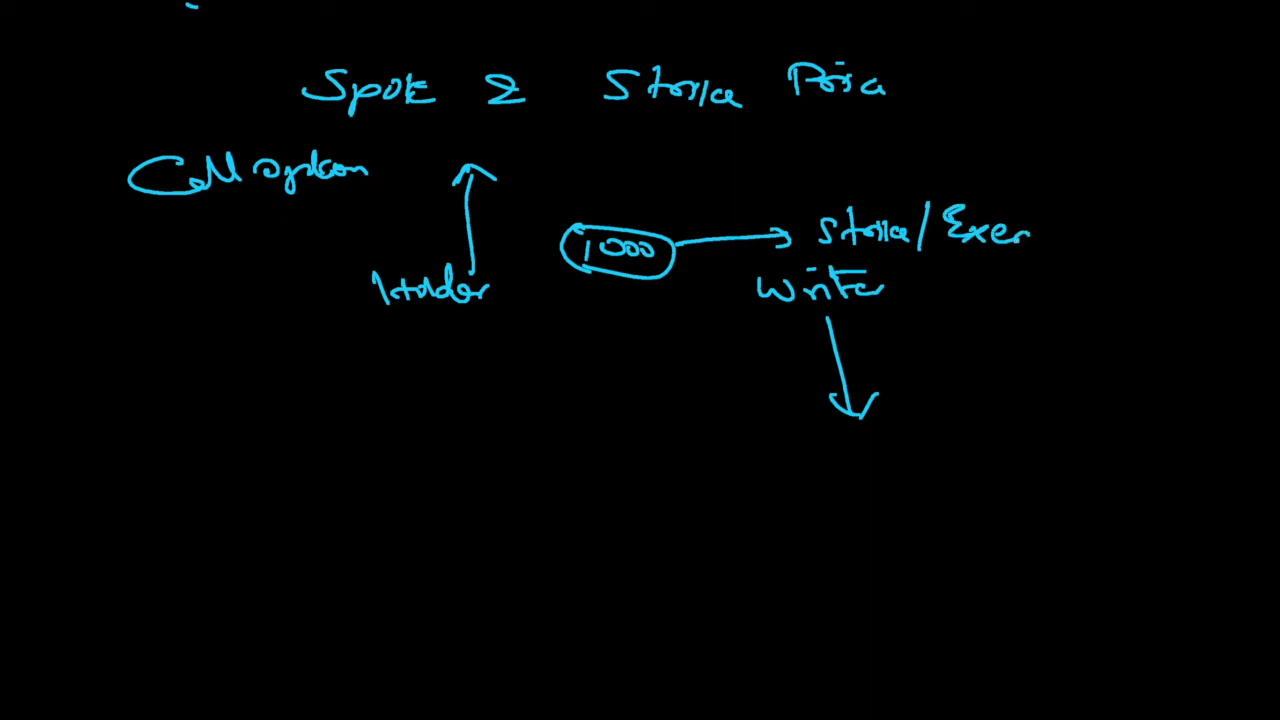 Spot & Strike Price
Call option
1000 Strike/Exer
Holder Writer